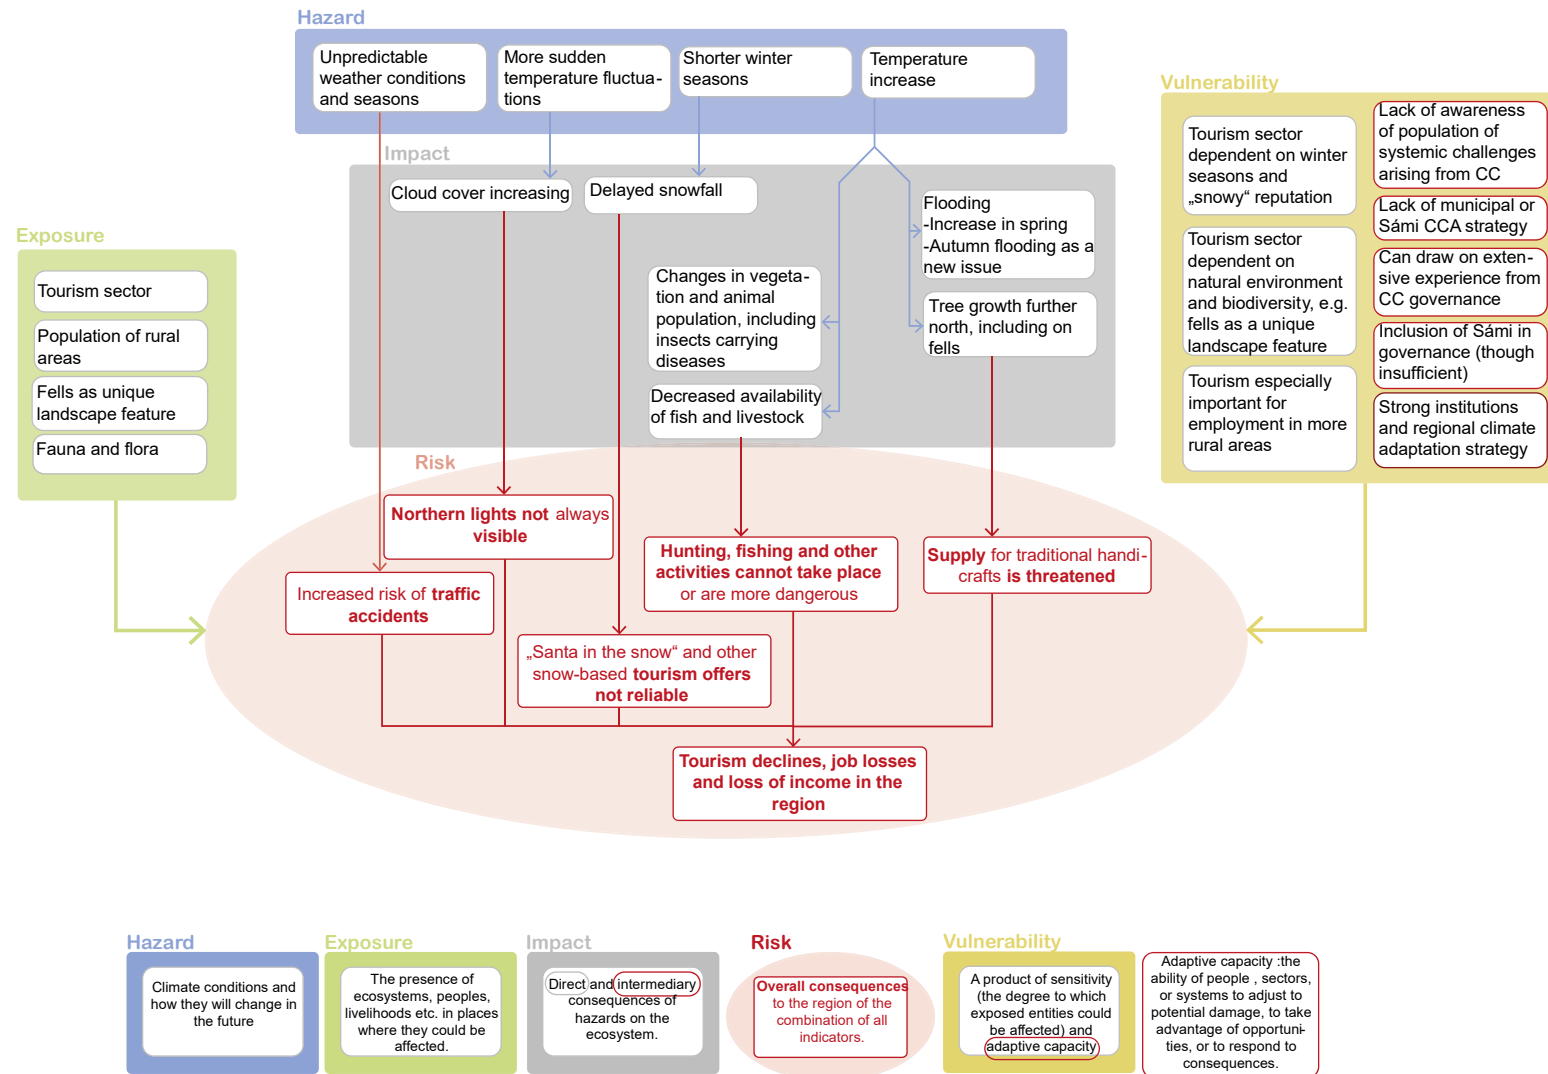 Hazard
Unpredictable
weather conditions
and seasons
More sudden
temperature fluctua-
tions
Shorter winter
seasons
Temperature
increase
Impact
Cloud cover increasing
Delayed snowfall
Flooding
-Increase in spring
-Autumn flooding as a
new issue
Changes in vegeta-
tion and animal
population, including
insects carrying
diseases
Tree growth further
north, including on
fells
Decreased availability
of fish and livestock
Exposure
Tourism sector
Population of rural
areas
Fells as unique
landscape feature
Fauna and flora
Vulnerability
Tourism sector
dependent on winter
seasons and
„snowy“ reputation
Tourism sector
dependent on
natural environment
and biodiversity, e.g.
fells as a unique
landscape feature
Tourism especially
important for
employment in more
rural areas
Lack of awareness
of population of
systemic challenges
arising from CC
Lack of municipal or
Sámi CCA strategy
Can draw on exten-
sive experience from
CC governance
Inclusion of Sámi in
governance (though
insufficient)
Strong institutions
and regional climate
adaptation strategy
Risk
Northern lights not always
visible
Increased risk of traffic
accidents
„Santa in the snow“ and other
snow-based tourism offers
not reliable
Hunting, fishing and other
activities cannot take place
or are more dangerous
Supply for traditional handi-
crafts is threatened
Tourism declines, job losses
and loss of income in the
region
Hazard
Climate conditions and
how they will change in
the future
Exposure
The presence of
ecosystems, peoples,
livelihoods etc. in places
where they could be
affected.
Impact
Direct and intermediary
consequences of
hazards on the
ecosystem.
Risk
Overall consequences
to the region of the
combination of all
indicators.
Vulnerability
A product of sensitivity
(the degree to which
exposed entities could
be affected) and
adaptive capacity
Adaptive capacity :the
ability of people , sectors,
or systems to adjust to
potential damage, to take
advantage of opportuni-
ties, or to respond to
consequences.